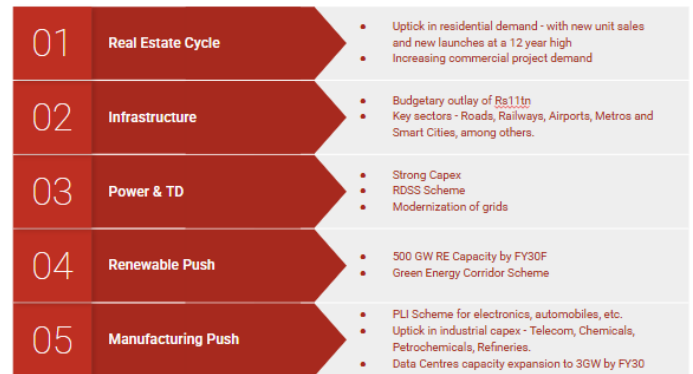 01
Real Estate Cycle
• Uptick in residential demand - with new unit sales
and new launches at a 12 year high
• Increasing commercial project demand
02
Infrastructure
• Budgetary outlay of Rs11tn
• Key sectors - Roads, Railways, Airports, Metros and
Smart Cities, among others.
03
Power & TD
• Strong Capex
• RDSS Scheme
• Modernization of grids
04
Renewable Push
• 500 GW RE Capacity by FY30F
• Green Energy Corridor Scheme
05
Manufacturing Push
• PLI Scheme for electronics, automobiles, etc.
• Uptick in industrial capex - Telecom, Chemicals,
Petrochemicals, Refineries.
• Data Centres capacity expansion to 3GW by FY30